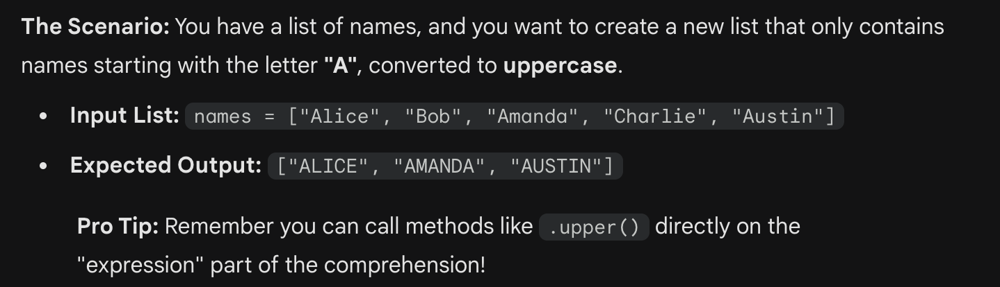 The Scenario: You have a list of names, and you want to create a new list that only contains
names starting with the letter "A", converted to uppercase.
• Input List: names = ["Alice", "Bob", "Amanda", "Charlie", "Austin"]
• Expected Output: ["ALICE", "AMANDA", "AUSTIN"]
Pro Tip: Remember you can call methods like .upper() directly on the
"expression" part of the comprehension!